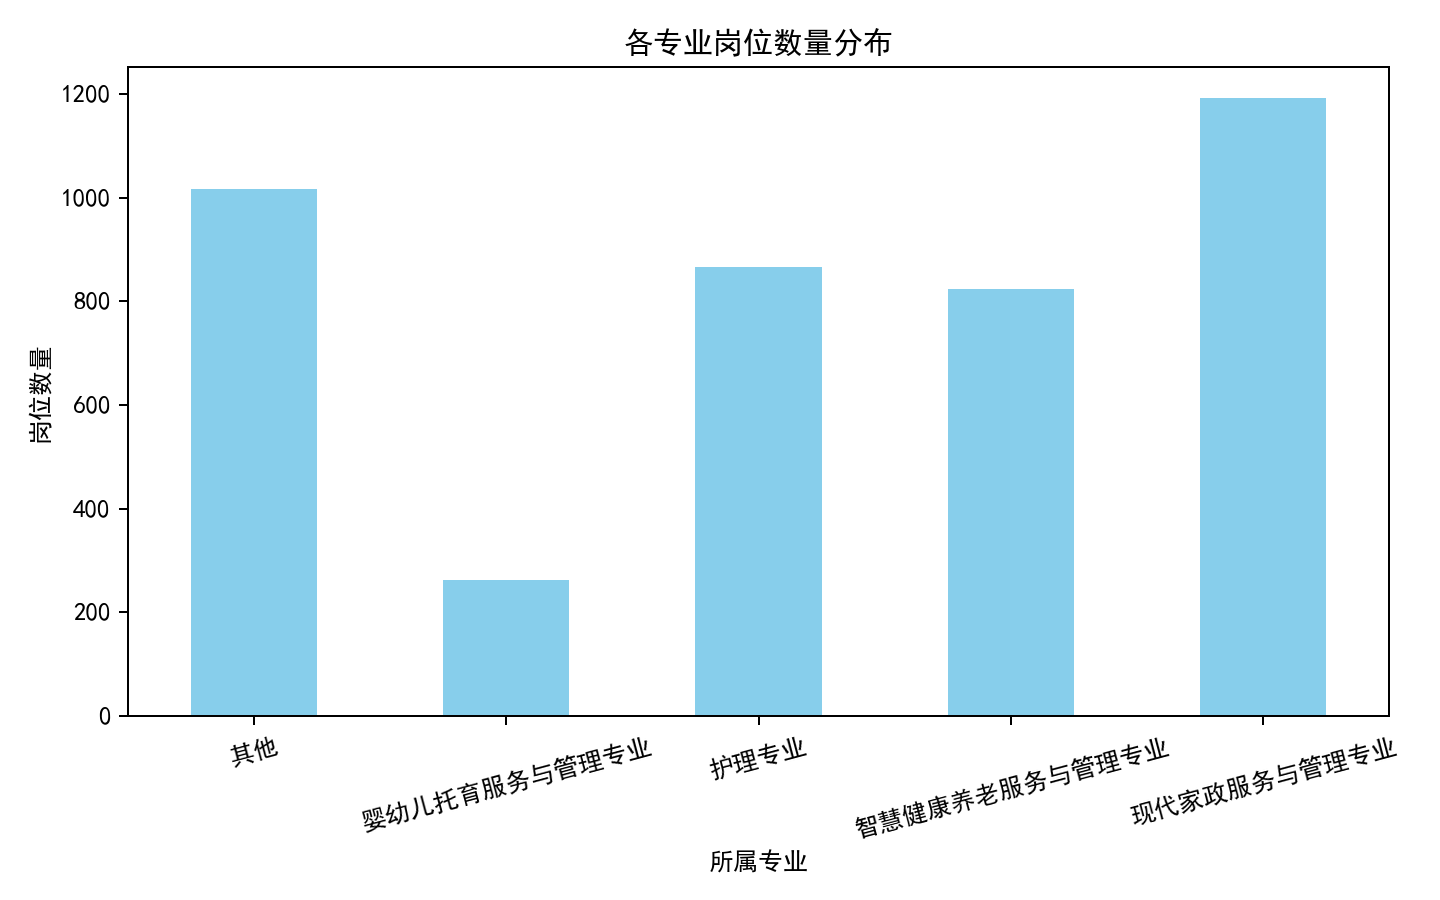 各专业岗位数量分布
1200
1000
800
600
400
200
0
岗位数量
其他
婴幼儿托育服务与管理专业
护理专业
智慧健康养老服务与管理专业
现代家政服务与管理专业
所属专业